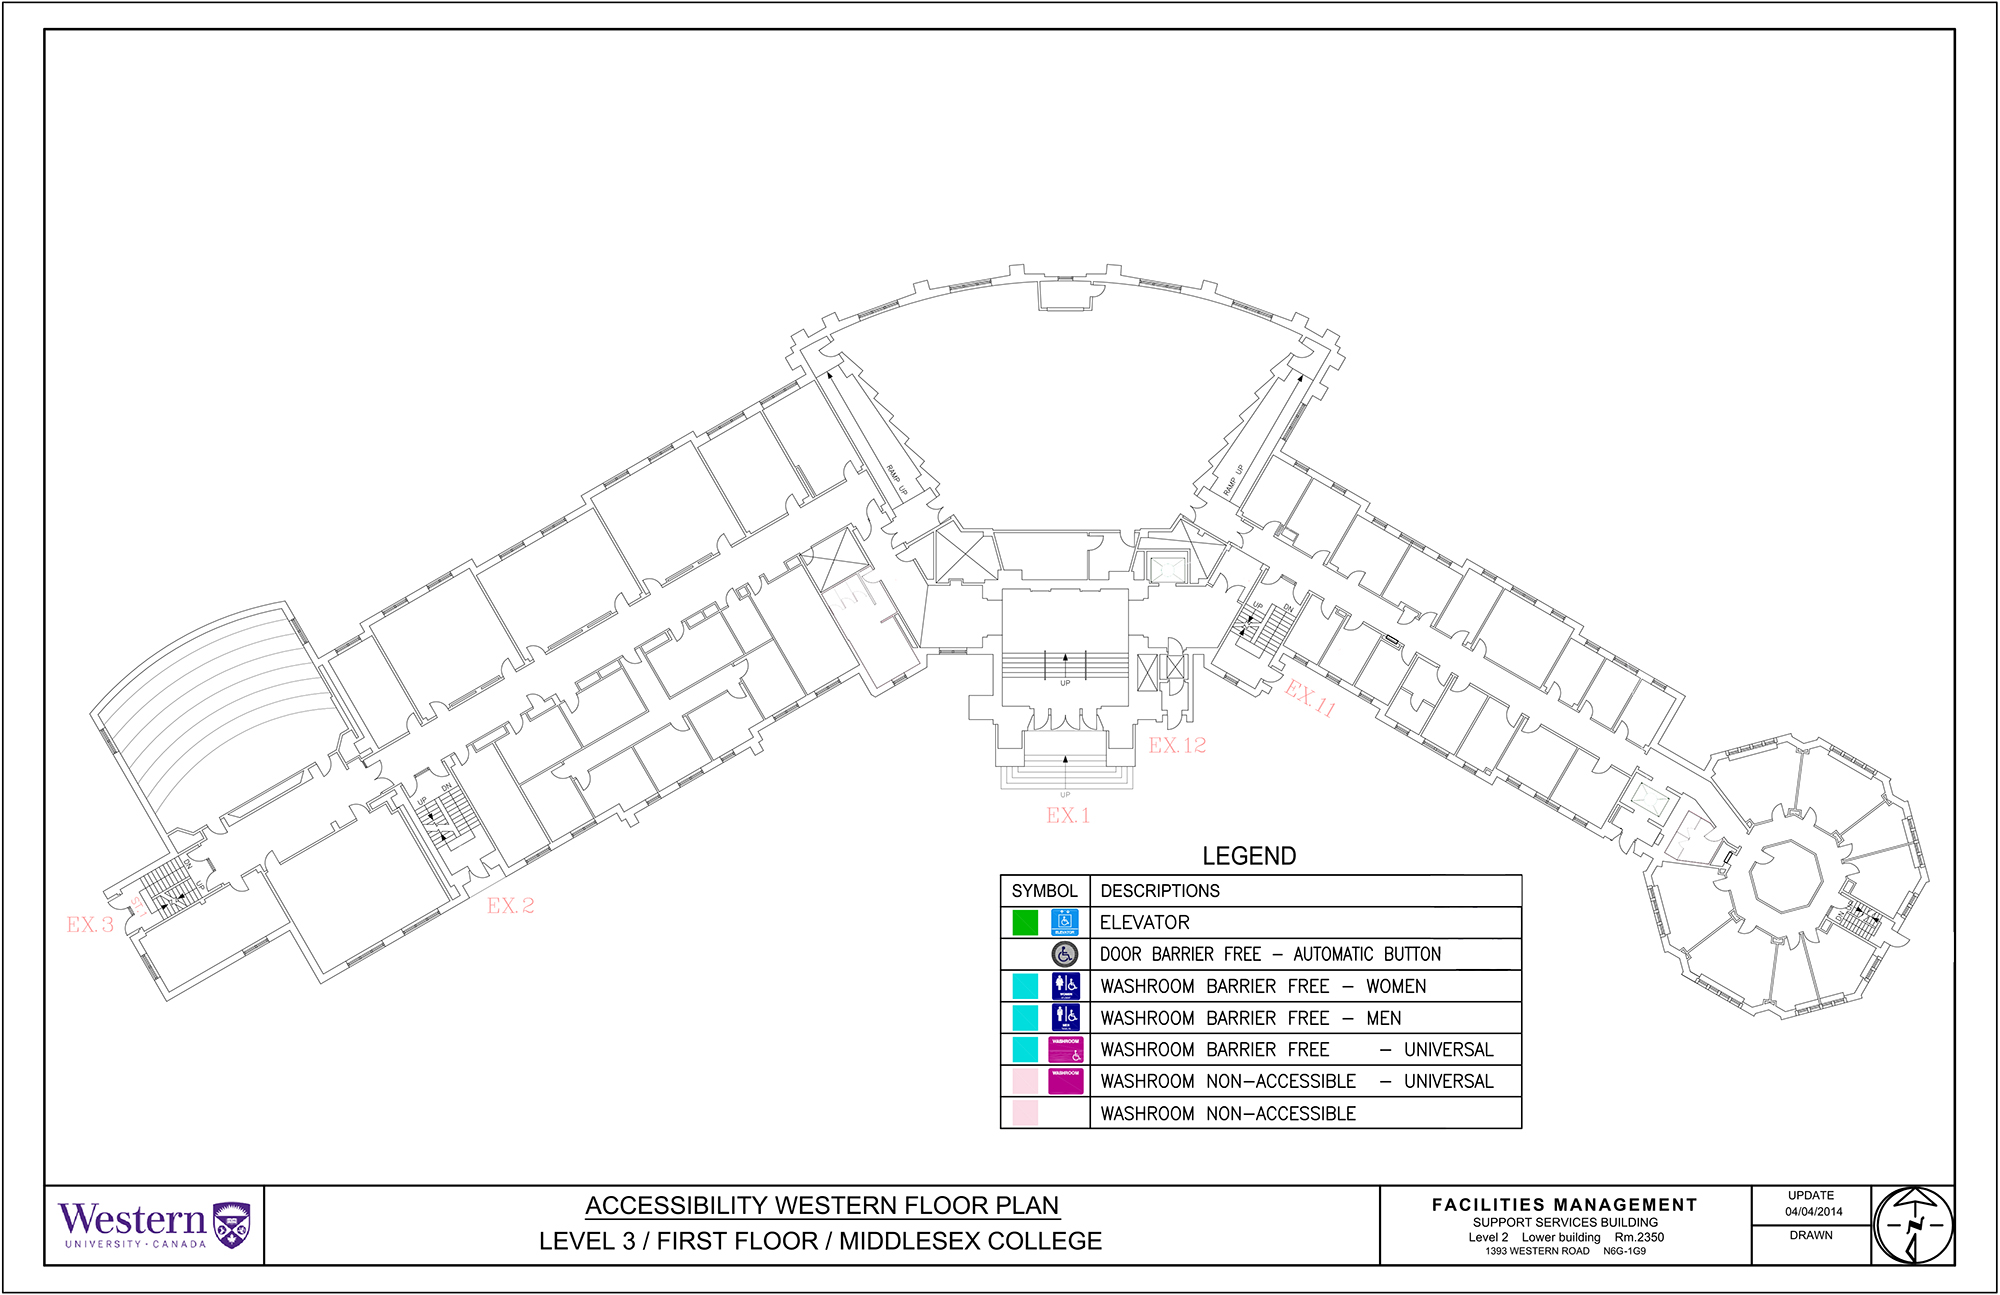 RAMP UP
RAMP UP
UP
DN
EX.11
UP
EX.12
UP
EX.1
UP
DN
EX.2
DN
UP
ST.1
EX.3
DN
LEGEND
SYMBOL DESCRIPTIONS
ELEVATOR ELEVATOR
DOOR BARRIER FREE - AUTOMATIC BUTTON
WOMEN WASHROOM BARRIER FREE - WOMEN
MEN WASHROOM BARRIER FREE - MEN
WASHROOM WASHROOM BARRIER FREE - UNIVERSAL
WASHROOM WASHROOM NON-ACCESSIBLE - UNIVERSAL
WASHROOM NON-ACCESSIBLE
Western
UNIVERSITY · CANADA
ACCESSIBILITY WESTERN FLOOR PLAN
LEVEL 3 / FIRST FLOOR / MIDDLESEX COLLEGE
FACILITIES MANAGEMENT
SUPPORT SERVICES BUILDING
Level 2 Lower building Rm.2350
1393 WESTERN ROAD N6G-1G9
UPDATE
04/04/2014
DRAWN
N